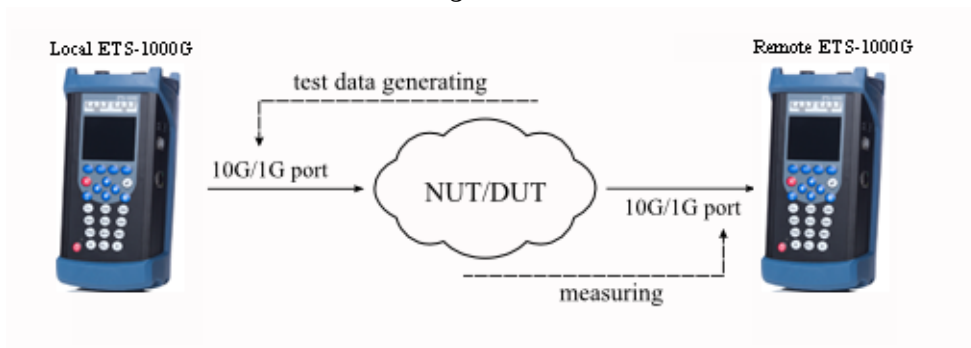 Local ETS-1000G
Remote ETS-1000G
test data generating
10G/1G port
NUT/DUT
10G/1G port
measuring